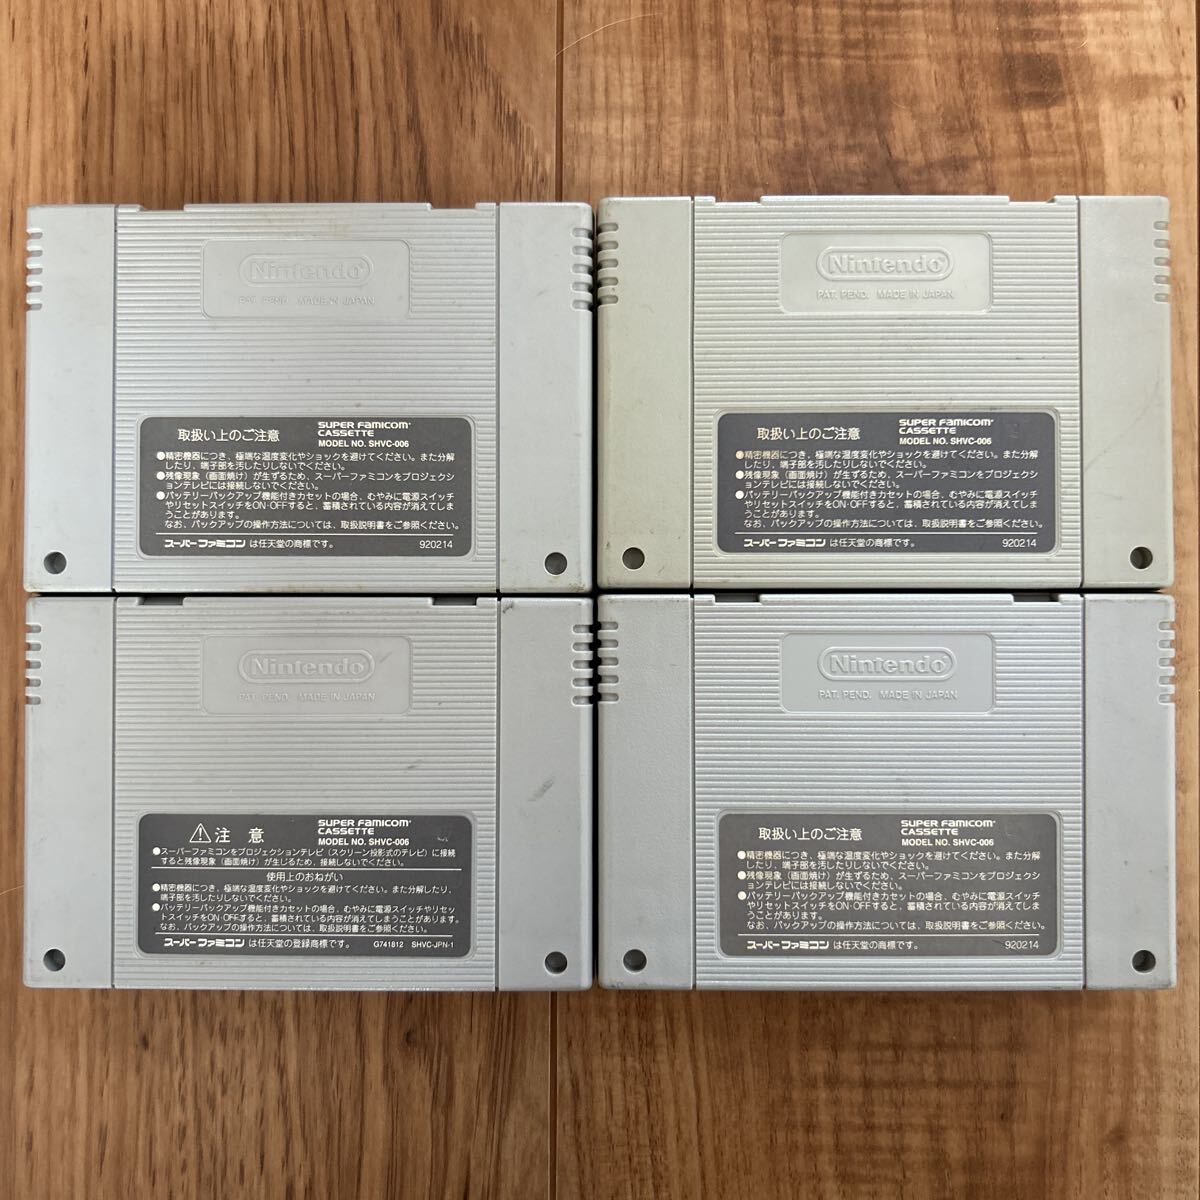 Nintendo
PAT. PEND. MADE IN JAPAN
取扱い上のご注意
SUPER FAMICOM
CASSETTE
MODEL NO. SHVC-006
●精密機器につき、極端な温度変化やショックを避けてください。また分解
したり、端子部を汚したりしないでください。
●残像現象（画面焼け）が生ずるため、スーパーファミコンをプロジェクシ
ョンテレビには接続しないでください。
●バッテリーバックアップ機能付きカセットの場合、むやみに電源スイッチ
やリセットスイッチをON・OFFすると、蓄積されている内容が消えてしま
うことがあります。
なお、バックアップの操作方法については、取扱説明書をご参照ください。
スーパーファミコン は任天堂の商標です。 920214
Nintendo
PAT. PEND. MADE IN JAPAN
取扱い上のご注意
SUPER FAMICOM
CASSETTE
MODEL NO. SHVC-006
●精密機器につき、極端な温度変化やショックを避けてください。また分解
したり、端子部を汚したりしないでください。
●残像現象（画面焼け）が生ずるため、スーパーファミコンをプロジェクシ
ョンテレビには接続しないでください。
●バッテリーバックアップ機能付きカセットの場合、むやみに電源スイッチ
やリセットスイッチをON・OFFすると、蓄積されている内容が消えてしま
うことがあります。
なお、バックアップの操作方法については、取扱説明書をご参照ください。
スーパーファミコン は任天堂の商標です。 920214
Nintendo
PAT. PEND. MADE IN JAPAN
⚠注意
SUPER FAMICOM
CASSETTE
MODEL NO. SHVC-006
●スーパーファミコンをプロジェクションテレビ（スクリーン投影式のテレビ）に接続
すると残像現象（画面焼け）が生じるため、接続しないでください。
使用上のおねがい
●精密機器につき、極端な温度変化やショックを避けてください。また分解したり、
端子部を汚したりしないでください。
●バッテリーバックアップ機能付きカセットの場合、むやみに電源スイッチやリセッ
トスイッチをON・OFFすると、蓄積されている内容が消えてしまうことがあります。
なお、バックアップの操作方法については、取扱説明書をご参照ください。
スーパーファミコン は任天堂の登録商標です。 G741812 SHVC-JPN-1
Nintendo
PAT. PEND. MADE IN JAPAN
取扱い上のご注意
SUPER FAMICOM
CASSETTE
MODEL NO. SHVC-006
●精密機器につき、極端な温度変化やショックを避けてください。また分解
したり、端子部を汚したりしないでください。
●残像現象（画面焼け）が生ずるため、スーパーファミコンをプロジェクシ
ョンテレビには接続しないでください。
●バッテリーバックアップ機能付きカセットの場合、むやみに電源スイッチ
やリセットスイッチをON・OFFすると、蓄積されている内容が消えてしま
うことがあります。
なお、バックアップの操作方法については、取扱説明書をご参照ください。
スーパーファミコン は任天堂の商標です。 920214